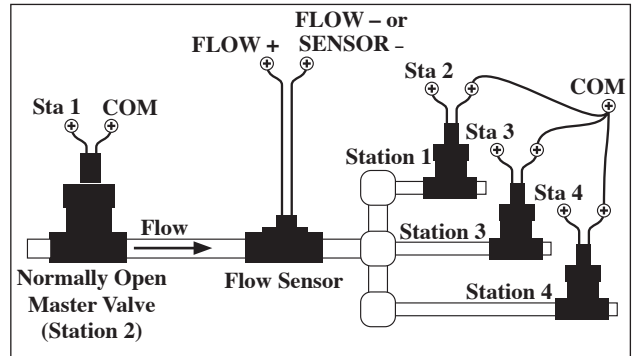 FLOW – or
FLOW + SENSOR –
Sta 1 COM
Sta 2
COM
Sta 3
Station 1
Sta 4
Flow
Station 3
Normally Open
Master Valve
(Station 2)
Flow Sensor
Station 4